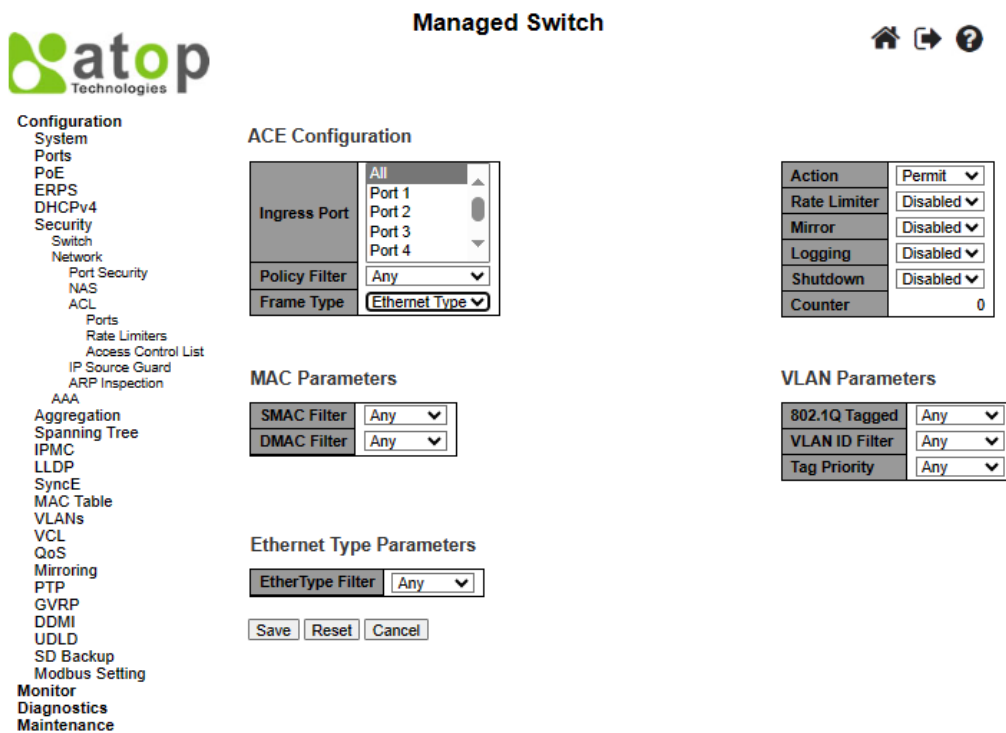 Managed Switch
atop
Technologies
Configuration
System
Ports
PoE
ERPS
DHCPv4
Security
Switch
Network
Port Security
NAS
ACL
Ports
Rate Limiters
Access Control List
IP Source Guard
ARP Inspection
AAA
Aggregation
Spanning Tree
IPMC
LLDP
SyncE
MAC Table
VLANs
VCL
QoS
Mirroring
PTP
GVRP
DDMI
UDLD
SD Backup
Modbus Setting
Monitor
Diagnostics
Maintenance
ACE Configuration
Ingress Port
All
Port 1
Port 2
Port 3
Port 4
Policy Filter Any
Frame Type Ethernet Type
Action Permit
Rate Limiter Disabled
Mirror Disabled
Logging Disabled
Shutdown Disabled
Counter 0
MAC Parameters
SMAC Filter Any
DMAC Filter Any
VLAN Parameters
802.1Q Tagged Any
VLAN ID Filter Any
Tag Priority Any
Ethernet Type Parameters
EtherType Filter Any
Save Reset Cancel